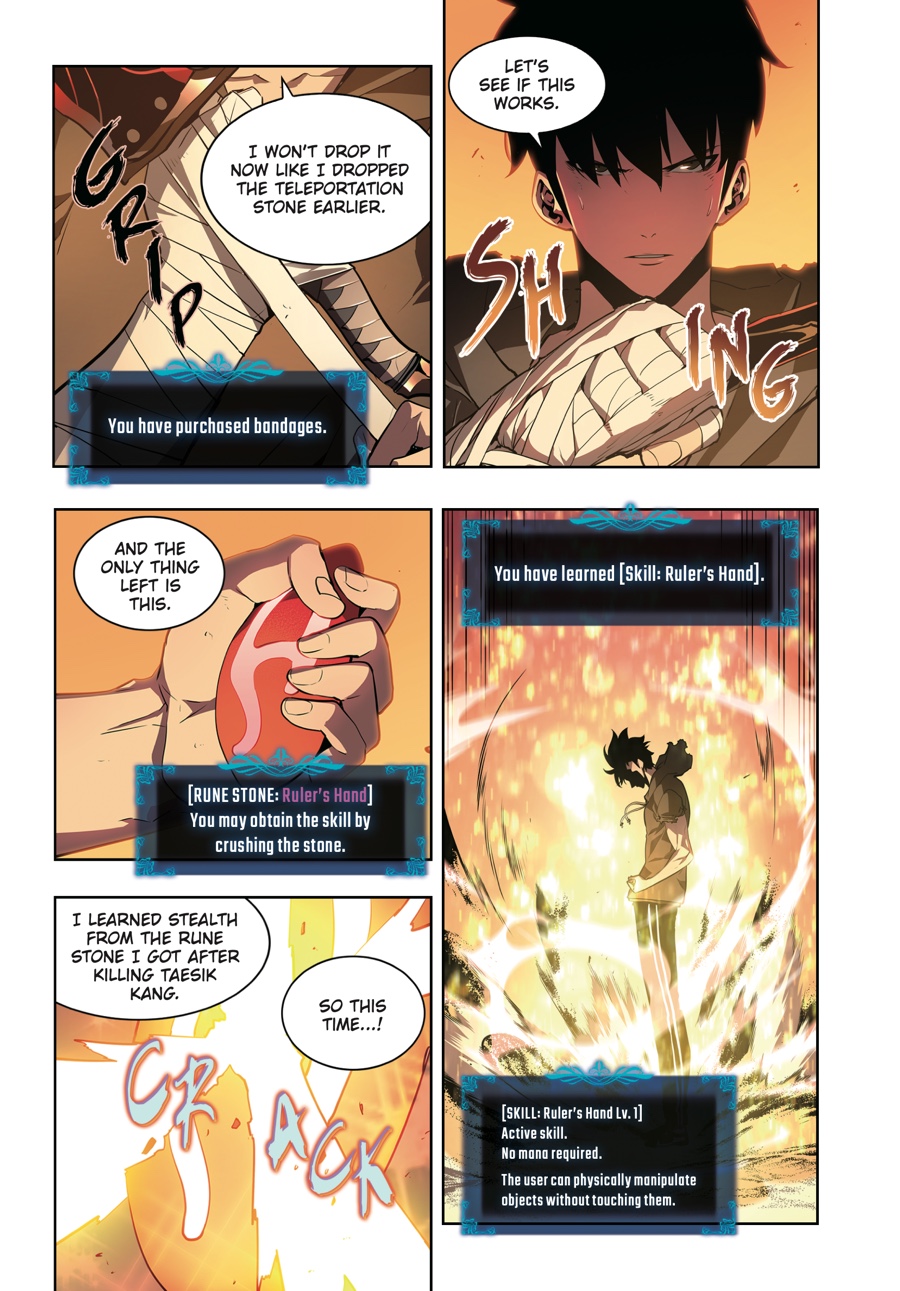 I WON'T DROP IT
NOW LIKE I DROPPED
THE TELEPORTATION
STONE EARLIER.
GRIP
You have purchased bandages.
LET'S
SEE IF THIS
WORKS.
SHING
AND THE
ONLY THING
LEFT IS
THIS.
[RUNE STONE: Ruler's Hand]
You may obtain the skill by
crushing the stone.
I LEARNED STEALTH
FROM THE RUNE
STONE I GOT AFTER
KILLING TAESIK
KANG.
SO THIS
TIME...!
CRACK
You have learned [Skill: Ruler's Hand].
[SKILL: Ruler's Hand Lv. 1]
Active skill.
No mana required.
The user can physically manipulate
objects without touching them.